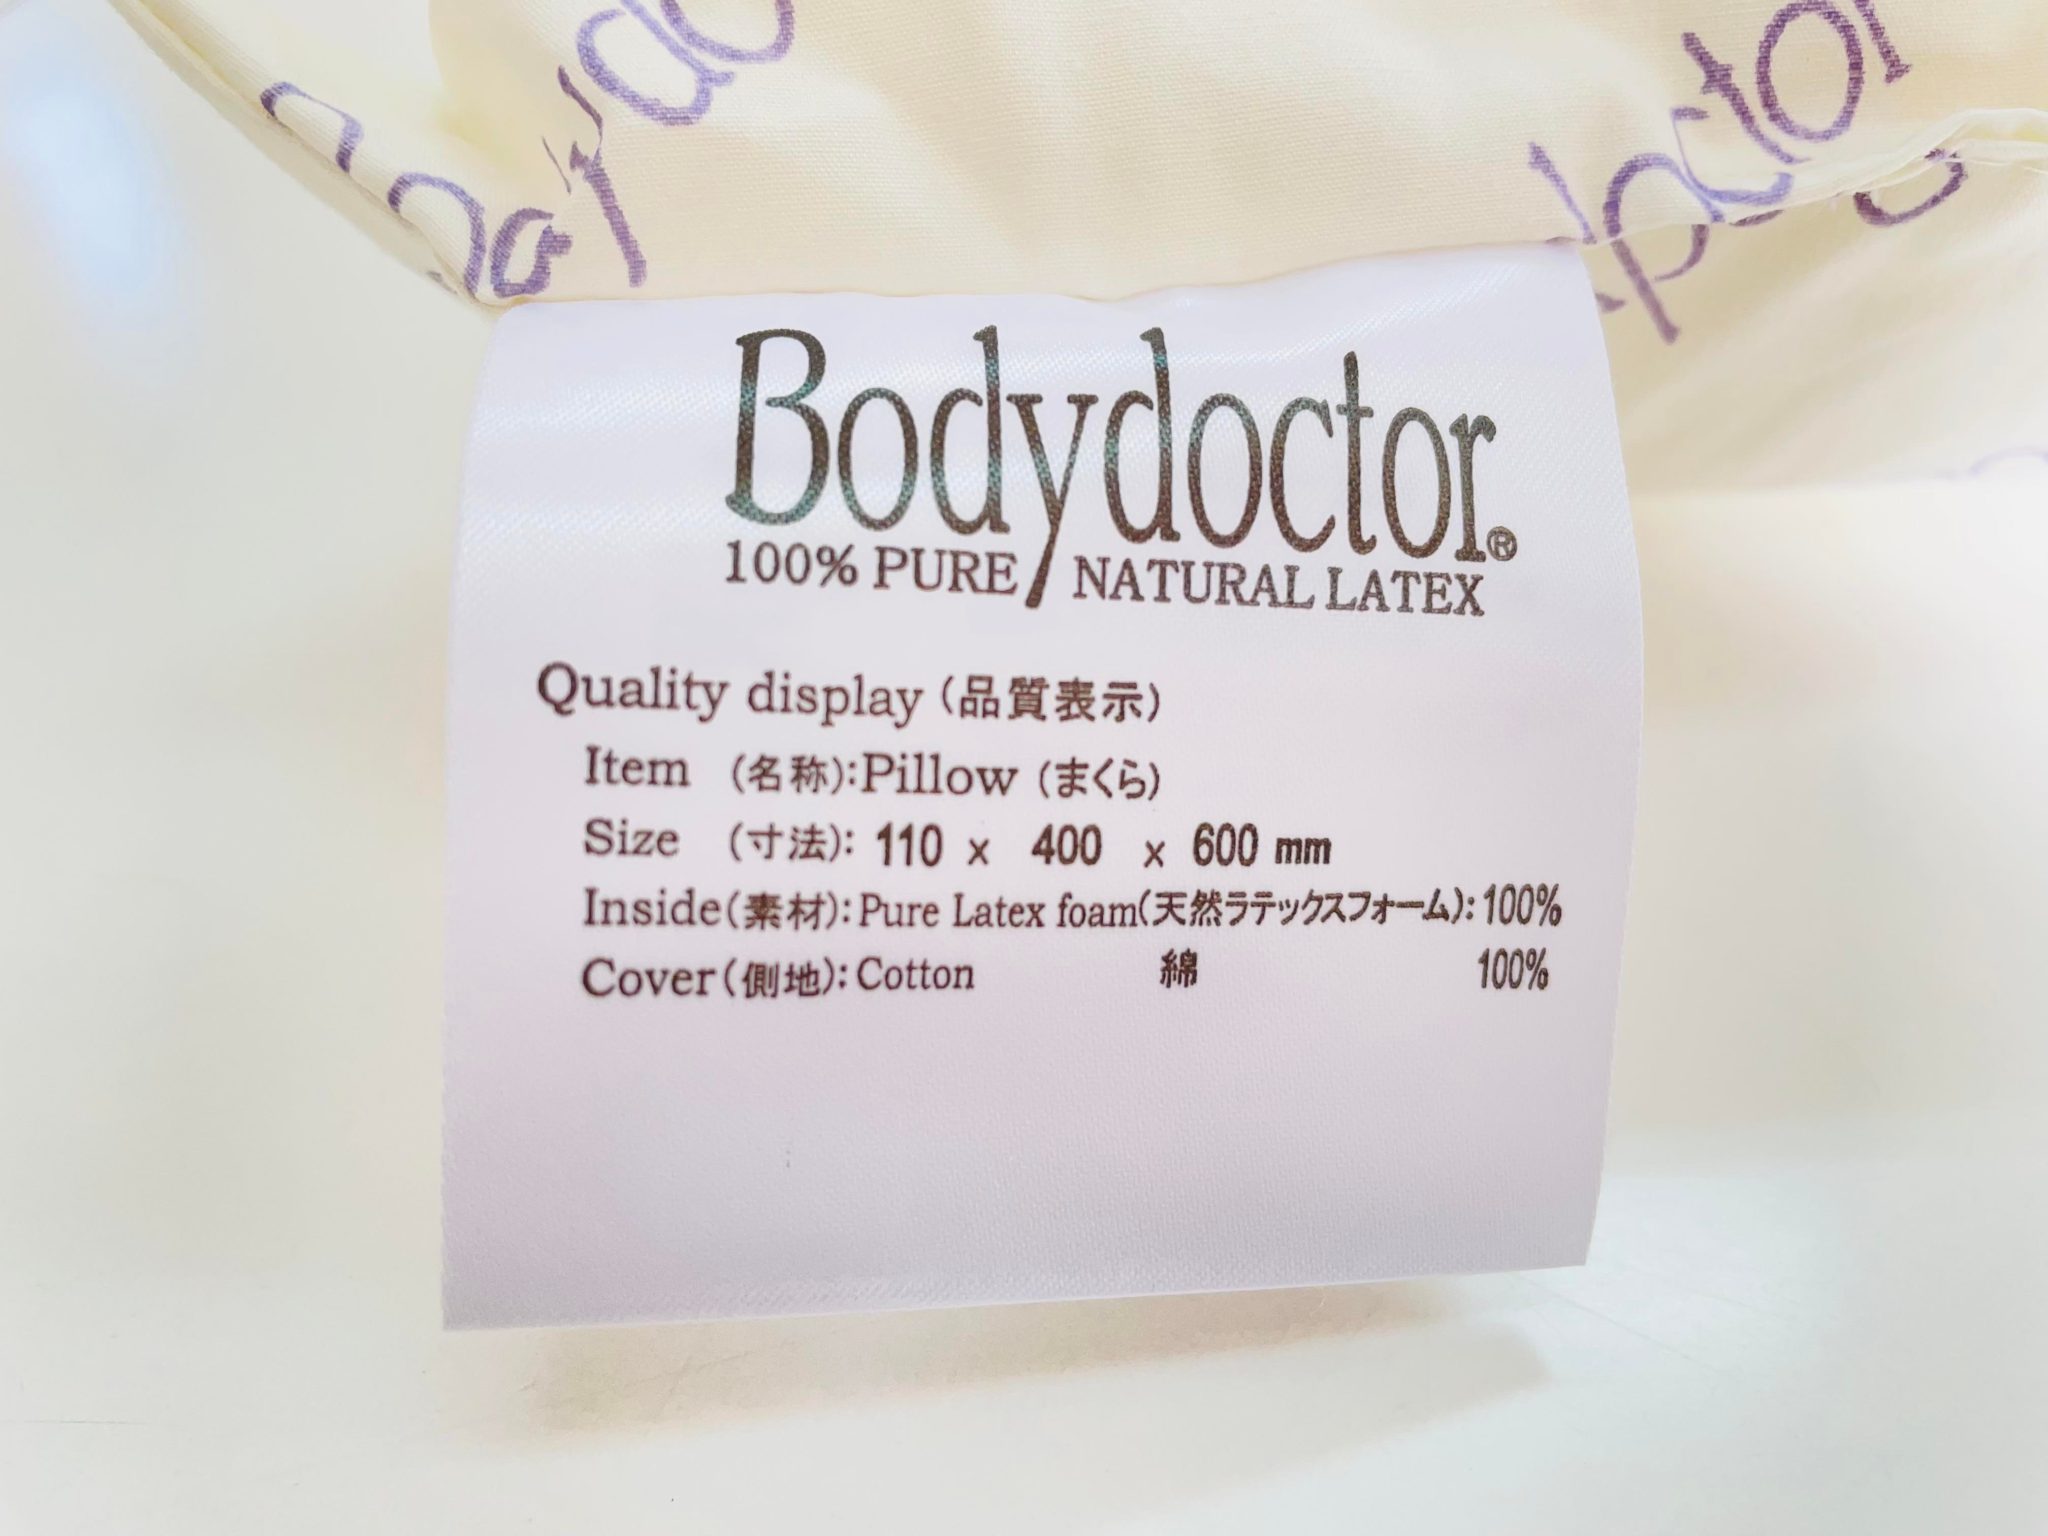 Bodydoctor®
100% PURE NATURAL LATEX
Quality display (品質表示)
Item (名称):Pillow (まくら)
Size (寸法): 110 x 400 x 600 mm
Inside(素材):Pure Latex foam(天然ラテックスフォーム):100%
Cover(側地):Cotton 綿 100%